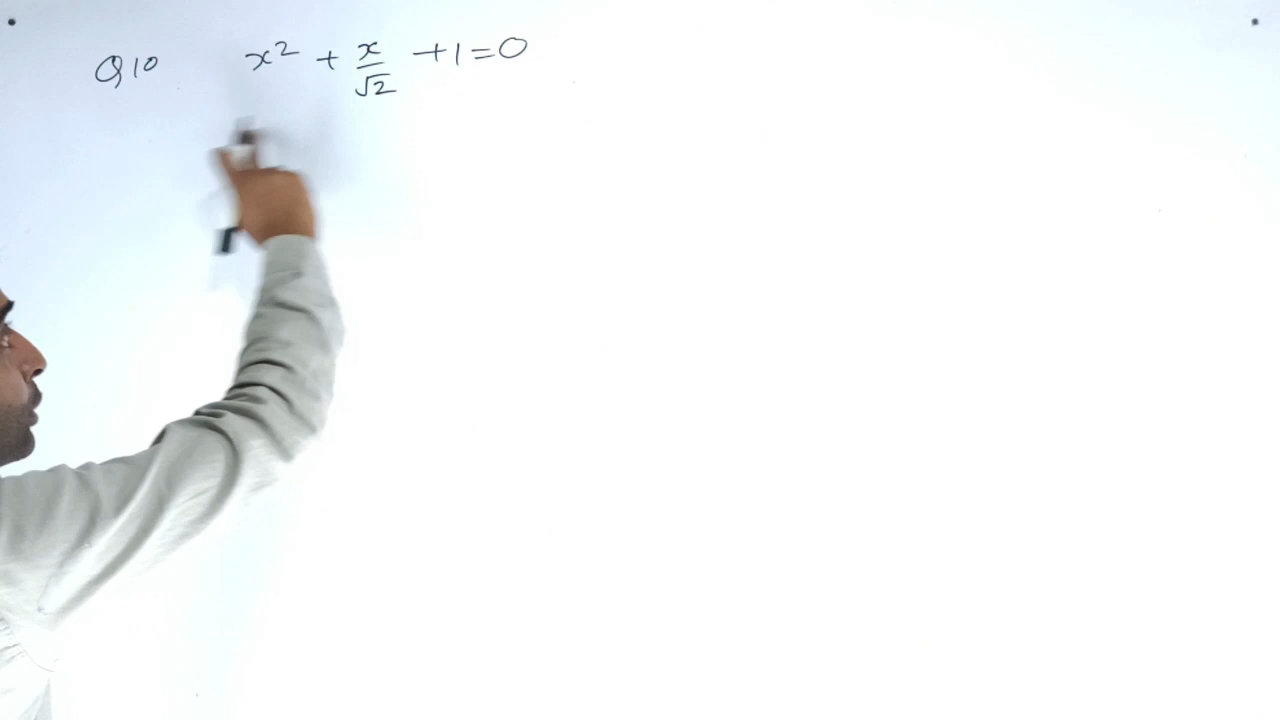 Q10 x² + x/√2 + 1 = 0